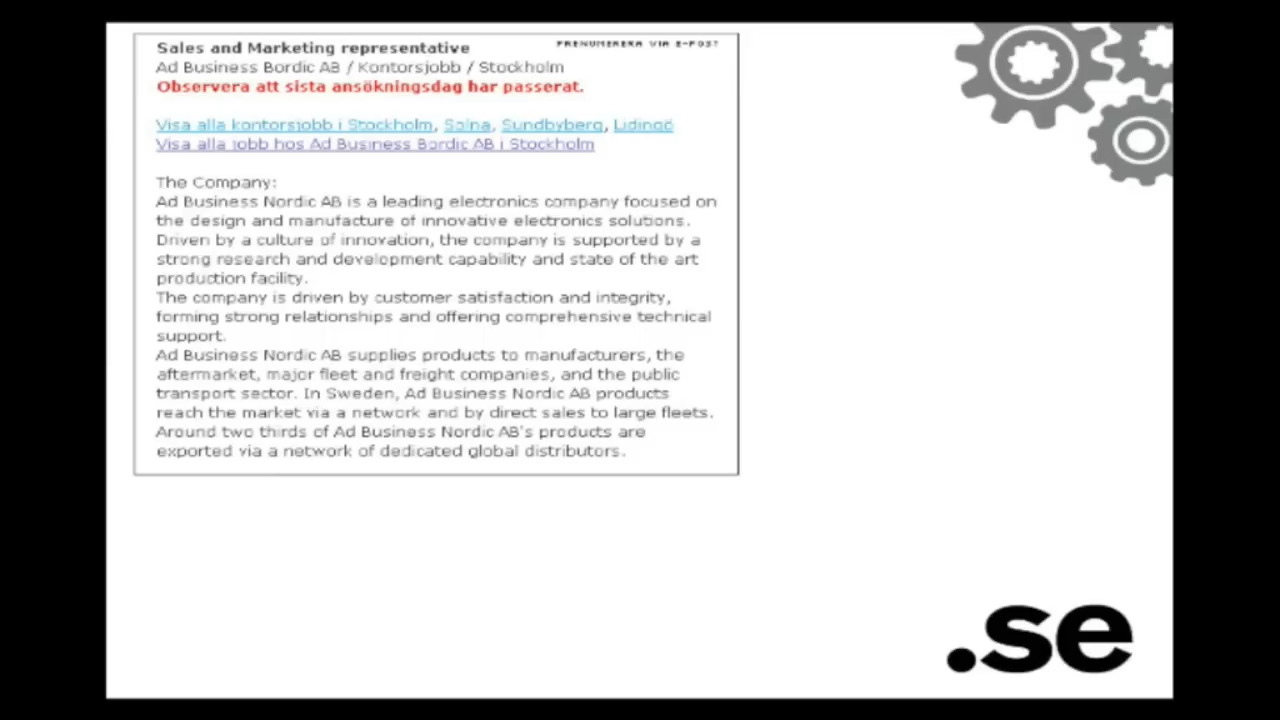 Sales and Marketing representative
PRENUMERERA VIA E-POST
Ad Business Bordic AB / Kontorsjobb / Stockholm
Observera att sista ansökningsdag har passerat.
Visa alla kontorsjobb i Stockholm, Solna, Sundbyberg, Lidingö
Visa alla jobb hos Ad Business Bordic AB i Stockholm
The Company:
Ad Business Nordic AB is a leading electronics company focused on
the design and manufacture of innovative electronics solutions.
Driven by a culture of innovation, the company is supported by a
strong research and development capability and state of the art
production facility.
The company is driven by customer satisfaction and integrity,
forming strong relationships and offering comprehensive technical
support.
Ad Business Nordic AB supplies products to manufacturers, the
aftermarket, major fleet and freight companies, and the public
transport sector. In Sweden, Ad Business Nordic AB products
reach the market via a network and by direct sales to large fleets.
Around two thirds of Ad Business Nordic AB's products are
exported via a network of dedicated global distributors.
.se